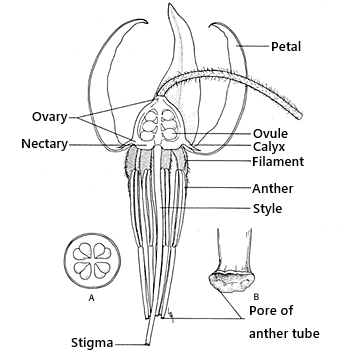 Petal
Ovary
Ovule
Nectary
Calyx
Filament
Anther
Style
A
B
Pore of
anther tube
Stigma